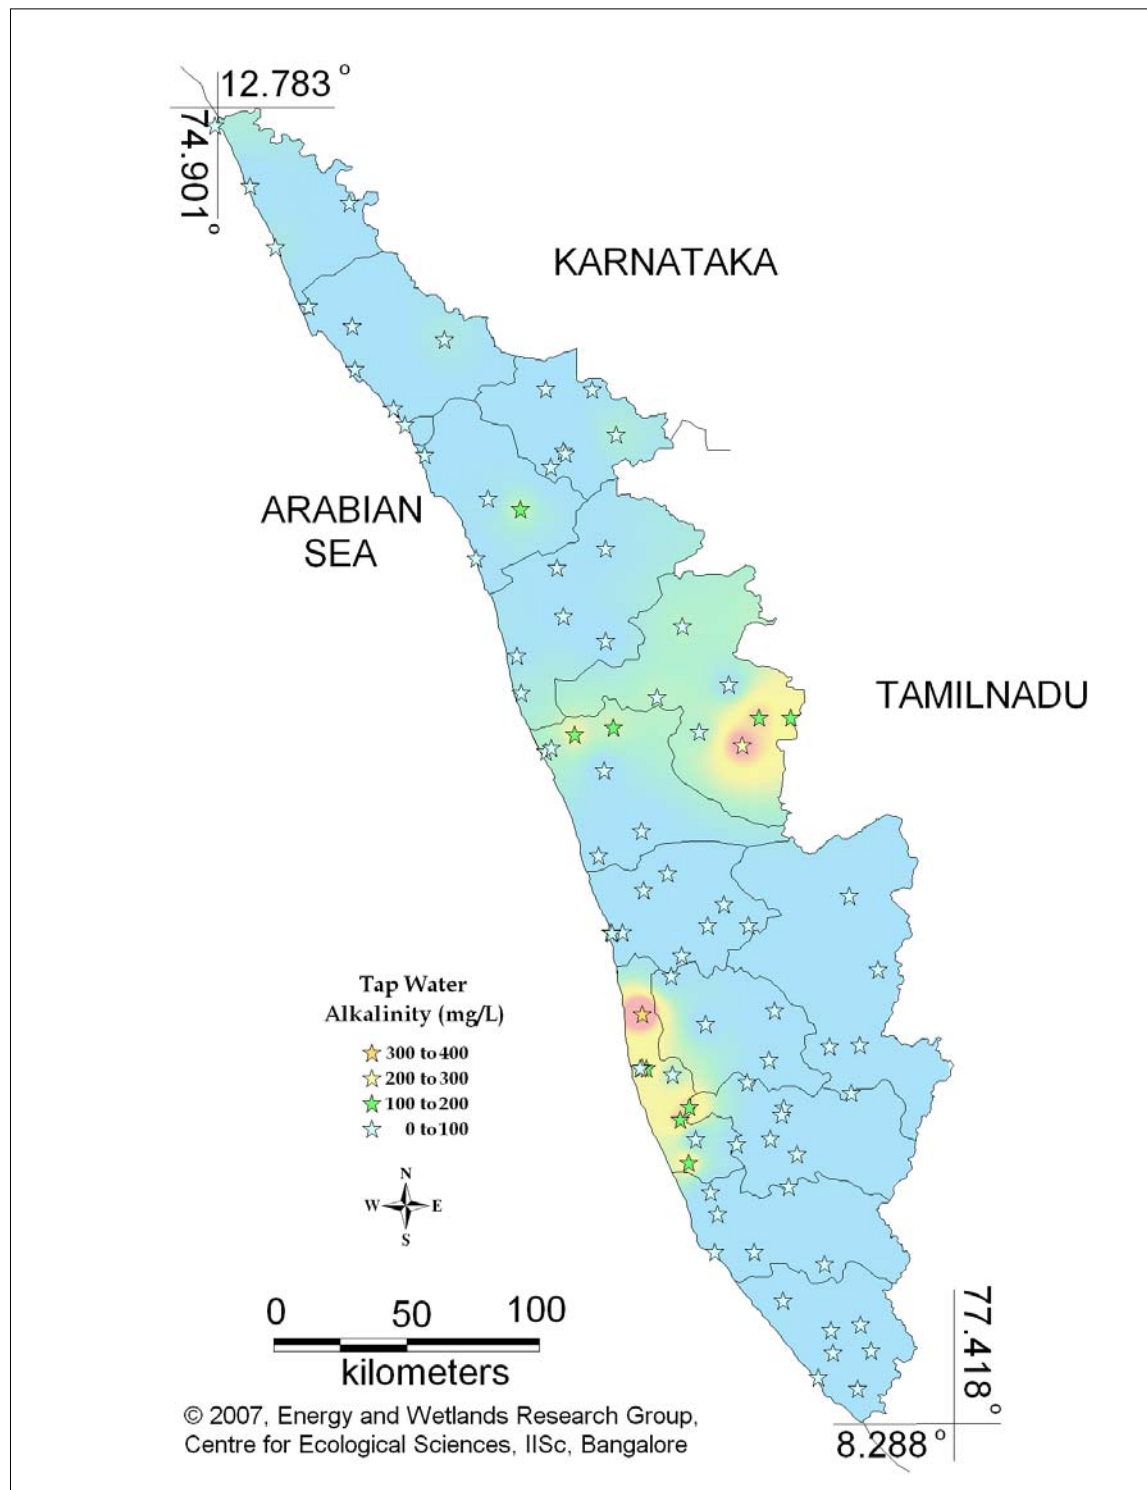 12.783 °
74.901 °
KARNATAKA
ARABIAN
SEA
TAMILNADU
Tap Water
Alkalinity (mg/L)
300 to 400
200 to 300
100 to 200
0 to 100
N
W E
S
0 50 100
kilometers
77.418 °
8.288 °
© 2007, Energy and Wetlands Research Group,
Centre for Ecological Sciences, IISc, Bangalore